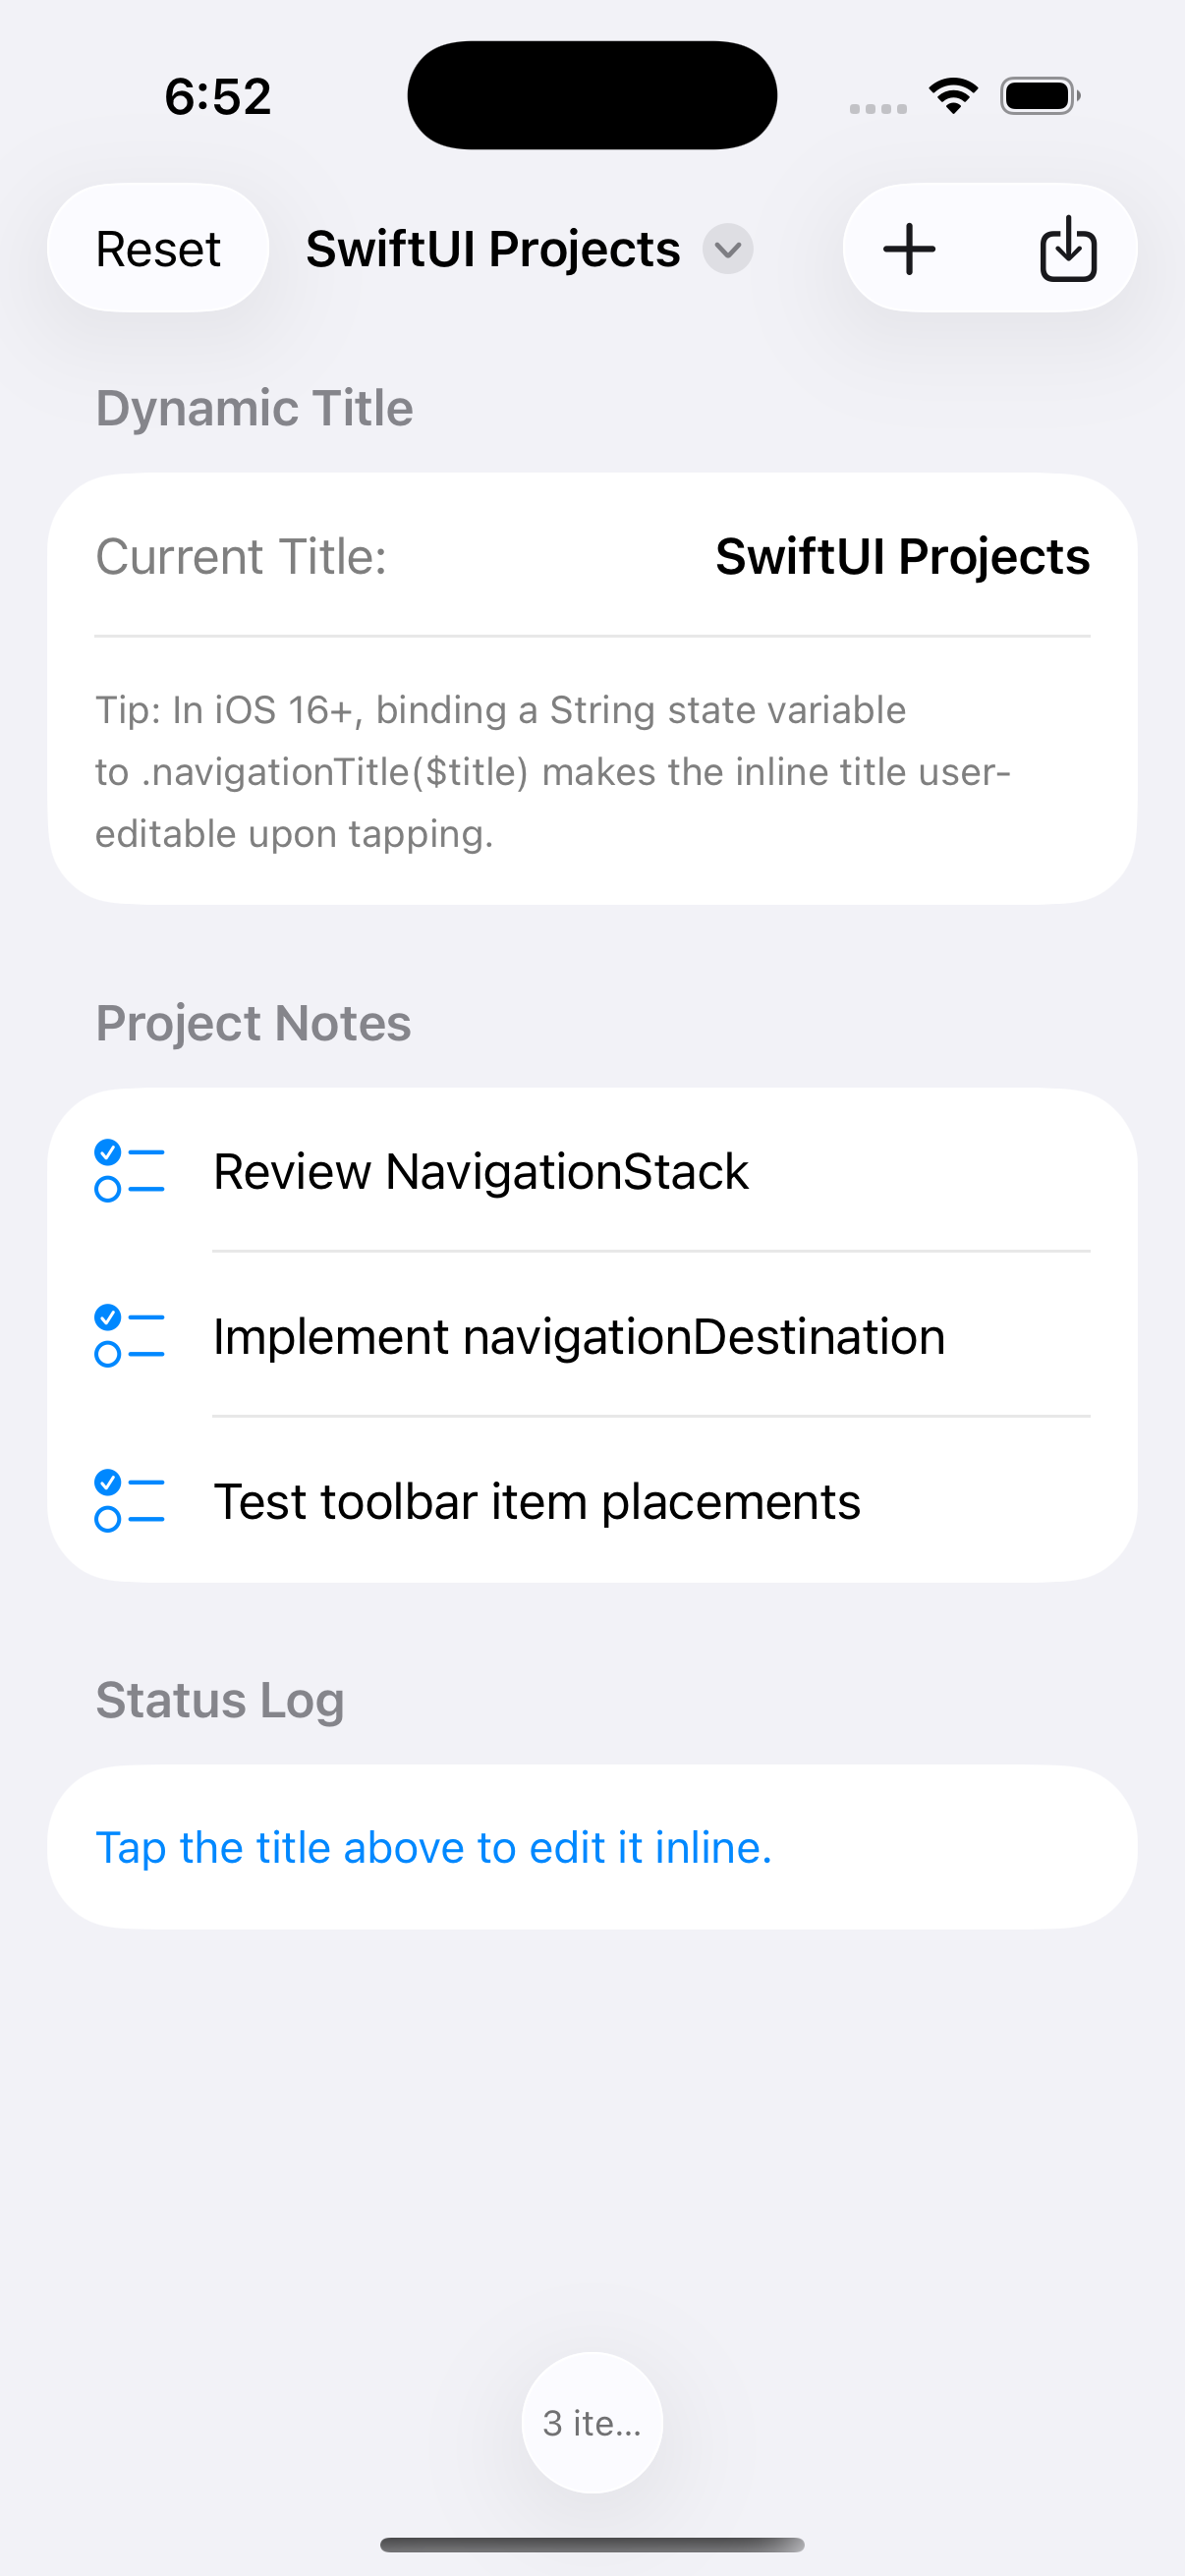 6:52
Reset
SwiftUI Projects
Dynamic Title
Current Title:
SwiftUI Projects
Tip: In iOS 16+, binding a String state variable
to .navigationTitle($title) makes the inline title user-
editable upon tapping.
Project Notes
Review NavigationStack
Implement navigationDestination
Test toolbar item placements
Status Log
Tap the title above to edit it inline.
3 ite...